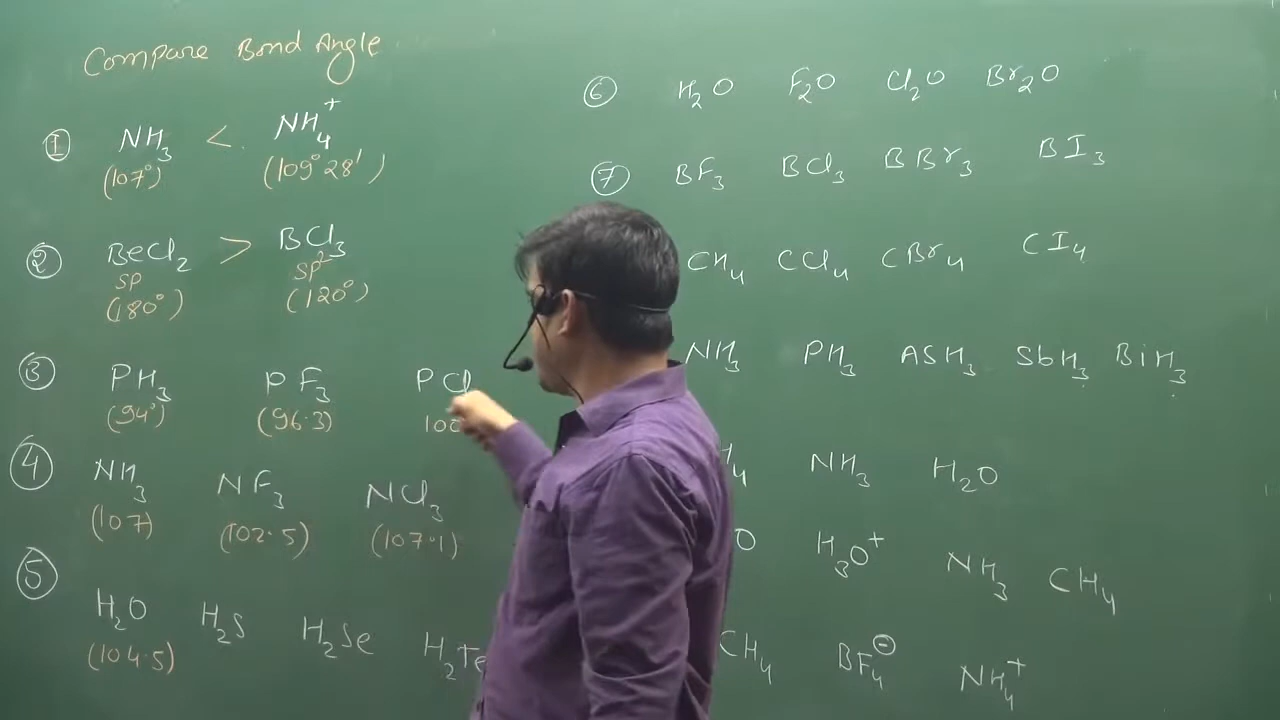 Compare Bond Angle
① NH₃ < NH₄⁺
(107°) (109°28')
② BeCl₂ > BCl₃
sp sp²
(180°) (120°)
③ PH₃ PF₃ PCl
(94°) (96.3) 100
④ NH₃ NF₃ NCl₃
(107) (102.5) (107.1)
⑤ H₂O H₂S H₂Se H₂Te
(104.5)
⑥ H₂O F₂O Cl₂O Br₂O
⑦ BF₃ BCl₃ BBr₃ BI₃
CH₄ CCl₄ CBr₄ CI₄
NH₃ PH₃ ASH₃ SbH₃ BiH₃
H₄ NH₃ H₂O
O H₃O⁺ NH₃ CH₄
CH₄ BF₄⊖ NH₄⁺